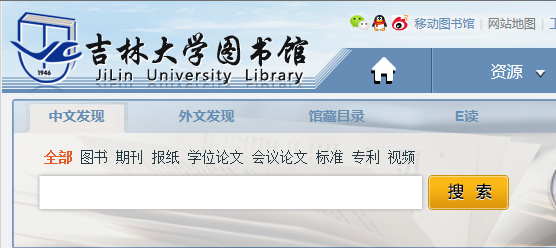 吉林大学图书馆
JiLin University Library
1946
移动图书馆 | 网站地图 |
资源
中文发现 外文发现 馆藏目录 E读
全部 图书 期刊 报纸 学位论文 会议论文 标准 专利 视频
搜 索